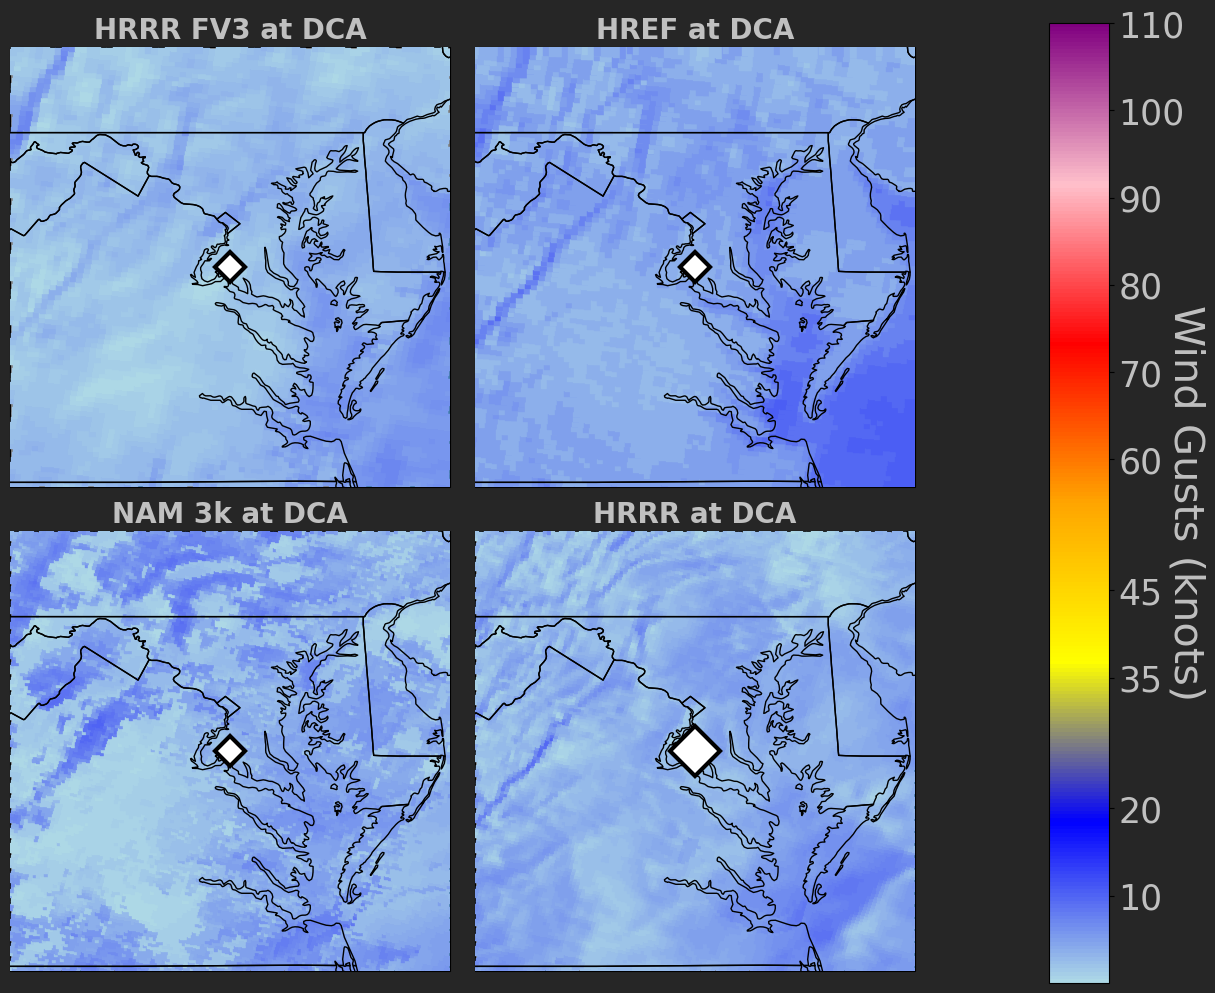 HRRR FV3 at DCA
HREF at DCA
NAM 3k at DCA
HRRR at DCA
110
100
90
80
70
60
45
35
20
10
Wind Gusts (knots)